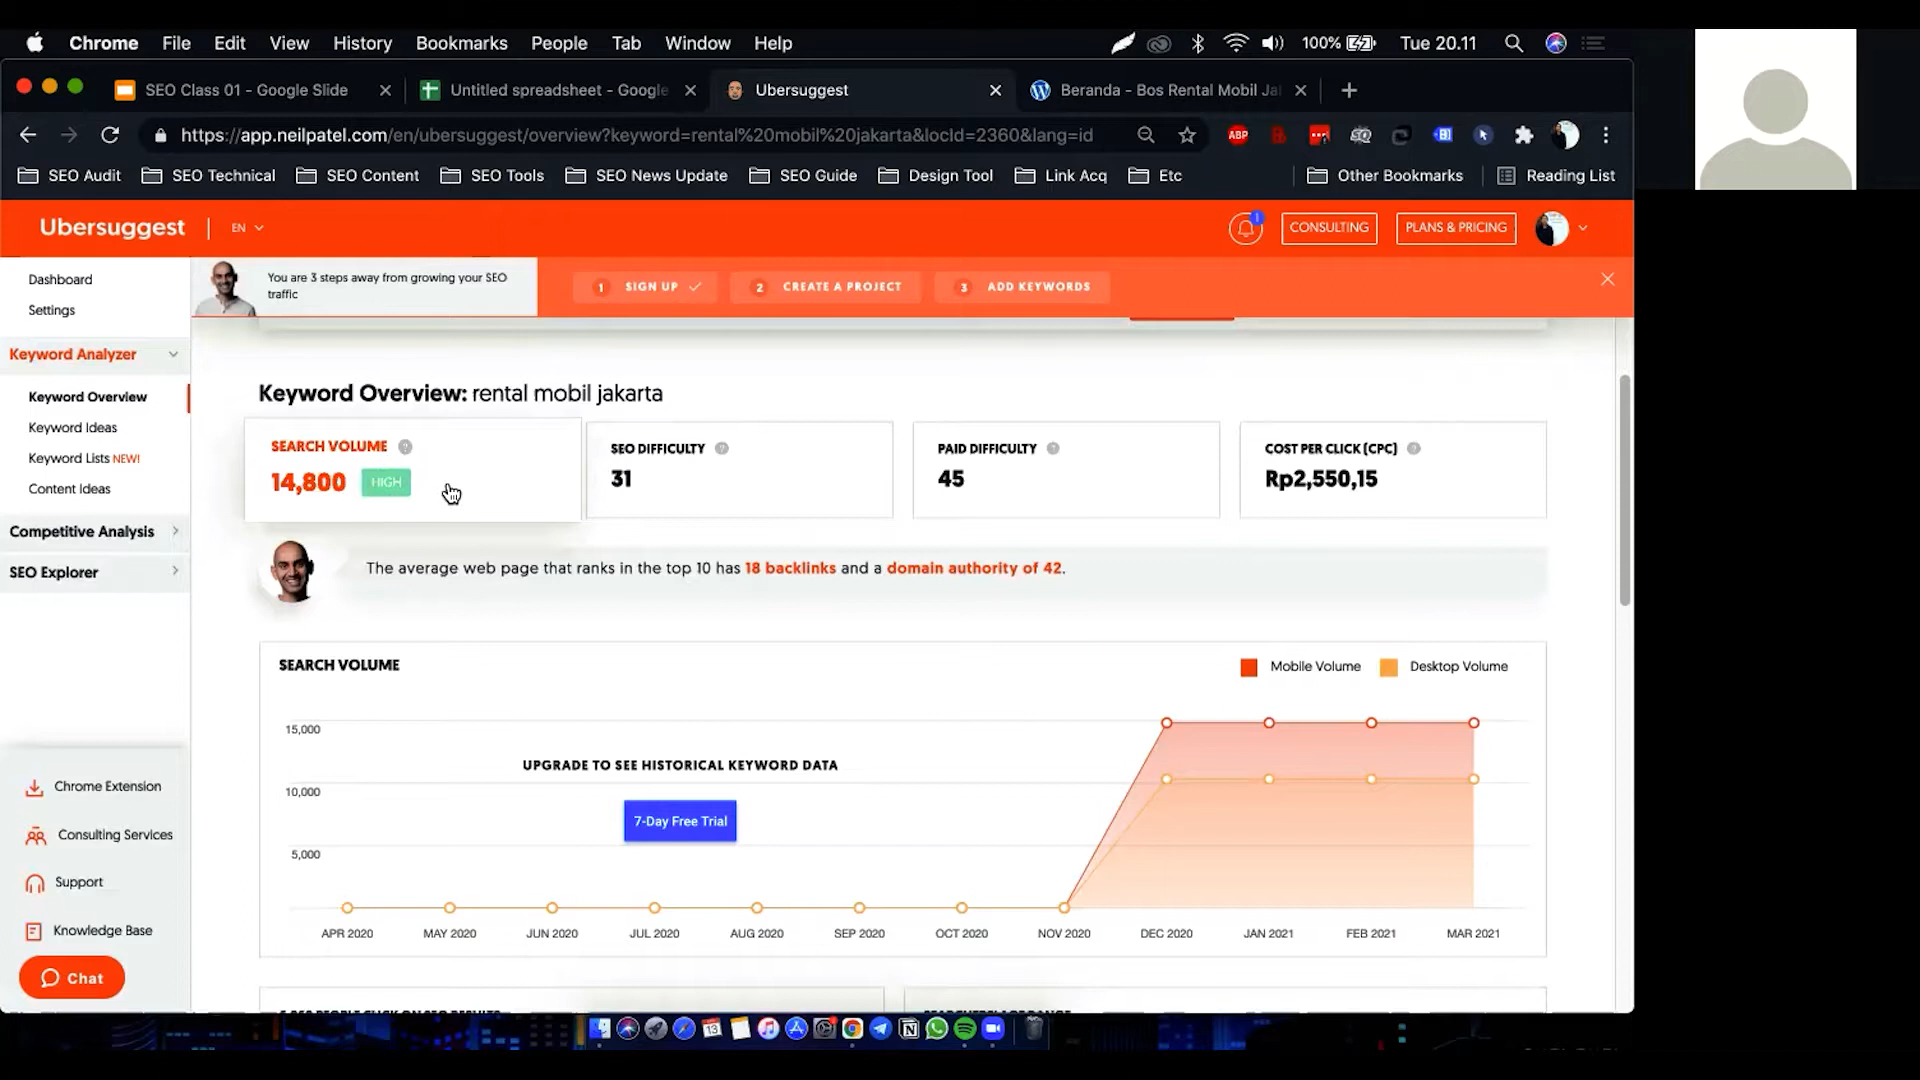 Chrome File Edit View History Bookmarks People Tab Window Help 100% Tue 20.11
SEO Class 01 - Google Slide Untitled spreadsheet - Google Ubersuggest Beranda - Bos Rental Mobil Jak
https://app.neilpatel.com/en/ubersuggest/overview?keyword=rental%20mobil%20jakarta&locId=2360&lang=id ABP
SEO Audit SEO Technical SEO Content SEO Tools SEO News Update SEO Guide Design Tool Link Acq Etc Other Bookmarks Reading List
Ubersuggest EN 1 CONSULTING PLANS & PRICING
You are 3 steps away from growing your SEO
traffic
1 SIGN UP 2 CREATE A PROJECT 3 ADD KEYWORDS
Dashboard
Settings
Keyword Analyzer
Keyword Overview
Keyword Ideas
Keyword Lists NEW!
Content Ideas
Competitive Analysis
SEO Explorer
Chrome Extension
Consulting Services
Support
Knowledge Base
Chat
Keyword Overview: rental mobil jakarta
SEARCH VOLUME
14,800 HIGH
SEO DIFFICULTY
31
PAID DIFFICULTY
45
COST PER CLICK (CPC)
Rp2,550,15
The average web page that ranks in the top 10 has 18 backlinks and a domain authority of 42.
SEARCH VOLUME
Mobile Volume Desktop Volume
15,000
10,000
5,000
UPGRADE TO SEE HISTORICAL KEYWORD DATA
7-Day Free Trial
APR 2020 MAY 2020 JUN 2020 JUL 2020 AUG 2020 SEP 2020 OCT 2020 NOV 2020 DEC 2020 JAN 2021 FEB 2021 MAR 2021
13